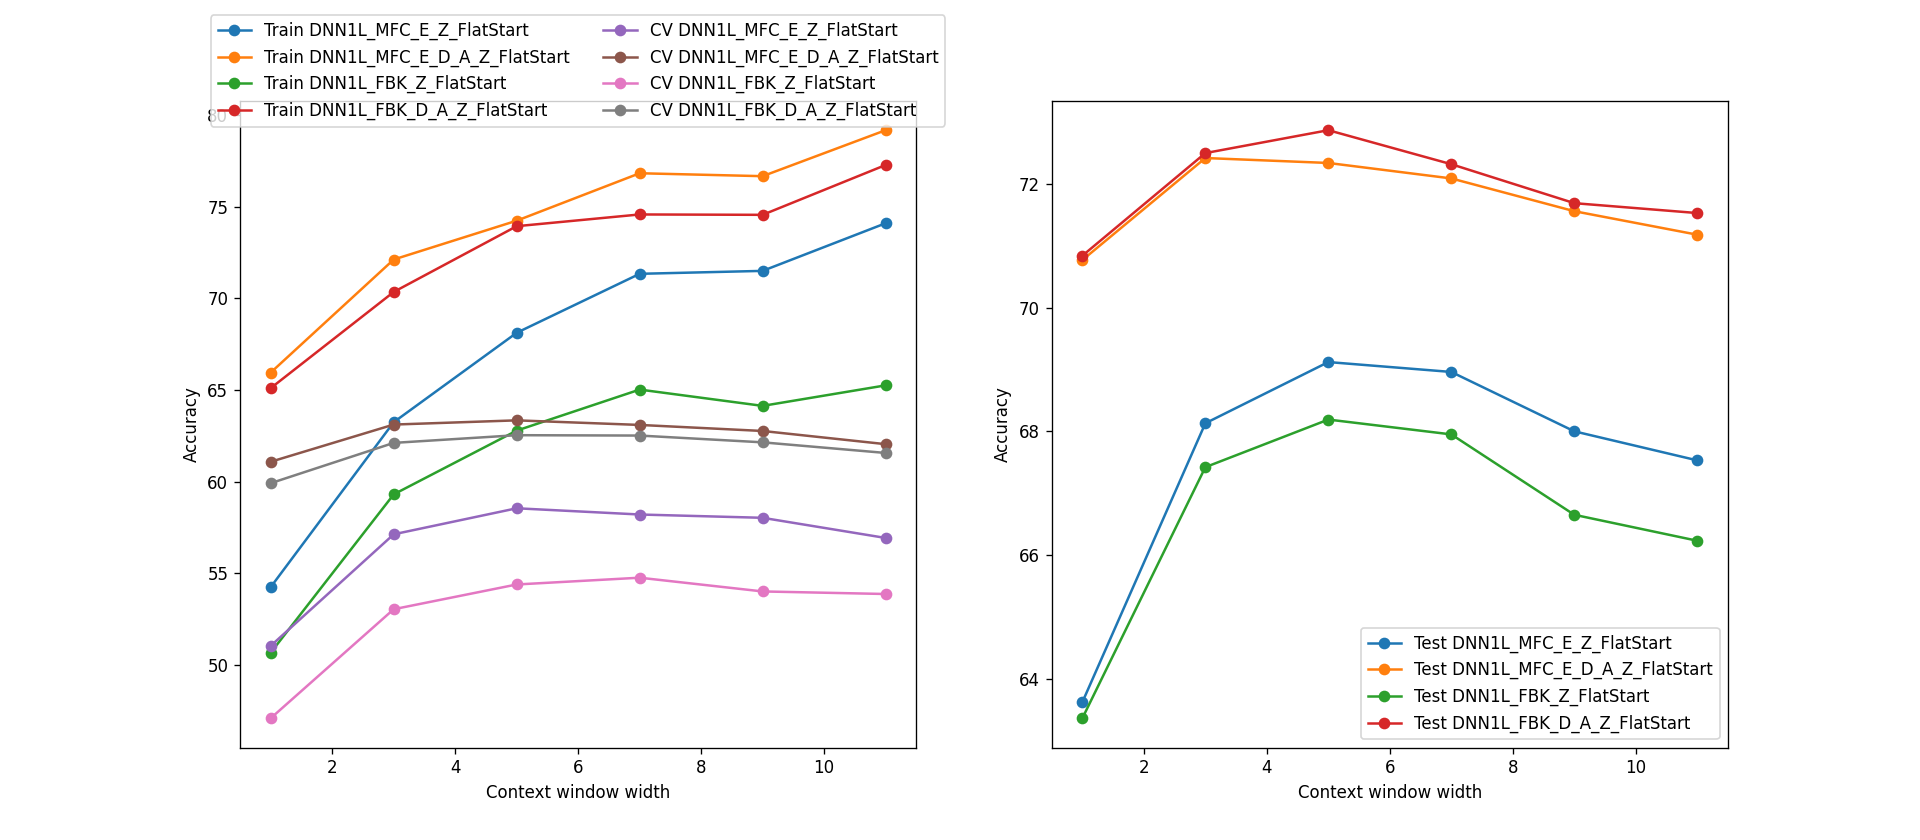 Train DNN1L_MFC_E_Z_FlatStart
Train DNN1L_MFC_E_D_A_Z_FlatStart
Train DNN1L_FBK_Z_FlatStart
Train DNN1L_FBK_D_A_Z_FlatStart
CV DNN1L_MFC_E_Z_FlatStart
CV DNN1L_MFC_E_D_A_Z_FlatStart
CV DNN1L_FBK_Z_FlatStart
CV DNN1L_FBK_D_A_Z_FlatStart
80
75
70
65
60
55
50
Accuracy
2 4 6 8 10
Context window width
72
70
68
66
64
Accuracy
Test DNN1L_MFC_E_Z_FlatStart
Test DNN1L_MFC_E_D_A_Z_FlatStart
Test DNN1L_FBK_Z_FlatStart
Test DNN1L_FBK_D_A_Z_FlatStart
2 4 6 8 10
Context window width